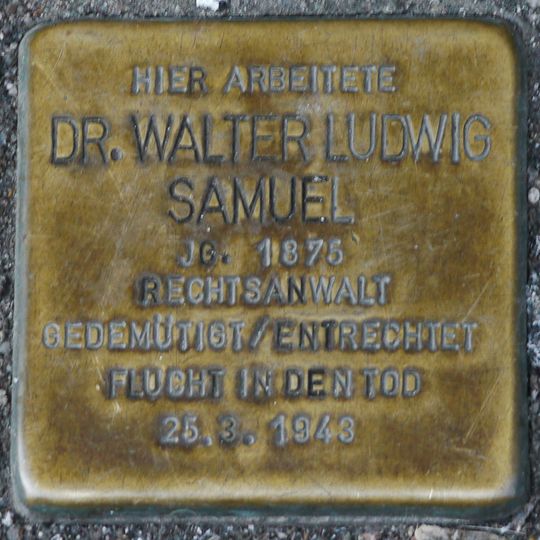 HIER ARBEITETE
DR. WALTER LUDWIG
SAMUEL
JG. 1875
RECHTSANWALT
GEDEMÜTIGT/ENTRECHTET
FLUCHT IN DEN TOD
25.3.1943